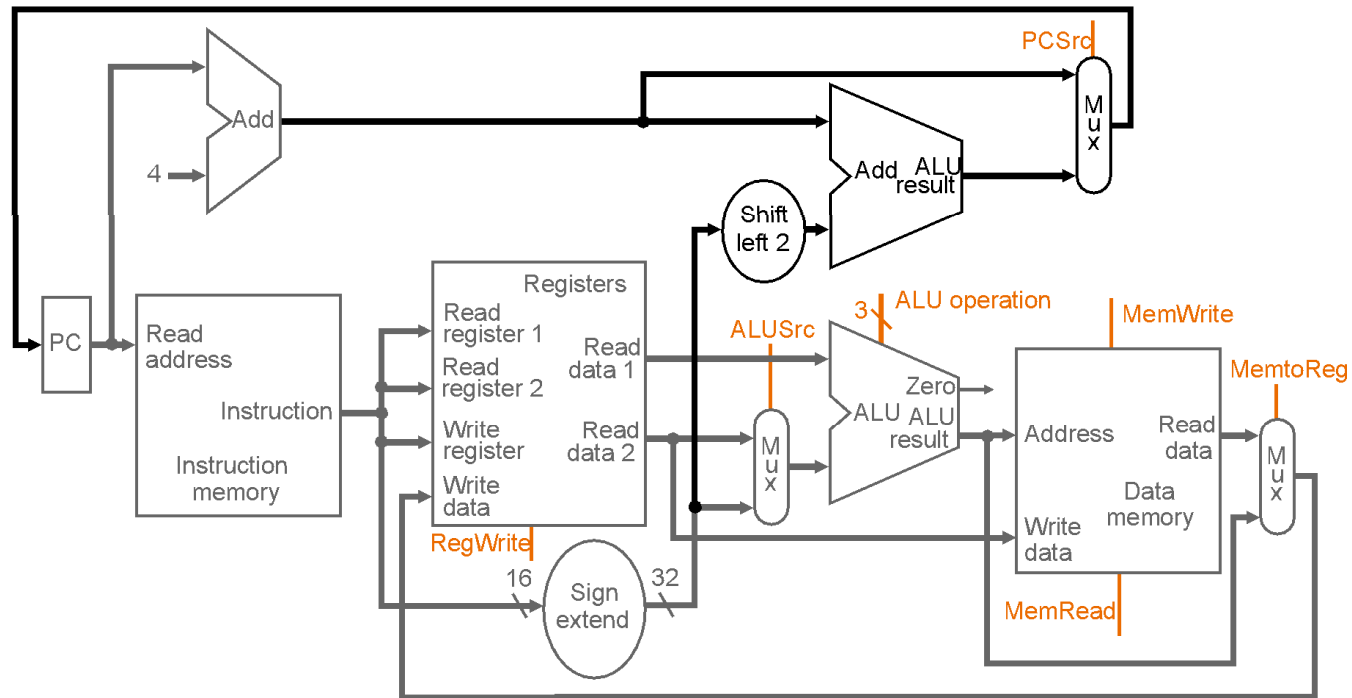 PCSrc
Add
4
M
u
x
Add
ALU
result
Shift
left 2
PC
Read
address
Instruction
Instruction
memory
Registers
Read
register 1
Read
register 2
Write
register
Write
data
Read
data 1
Read
data 2
RegWrite
16
Sign
extend
32
ALUSrc
M
u
x
3
ALU operation
Zero
ALU
ALU
result
MemWrite
Address
Read
data
Data
memory
Write
data
MemRead
MemtoReg
M
u
x